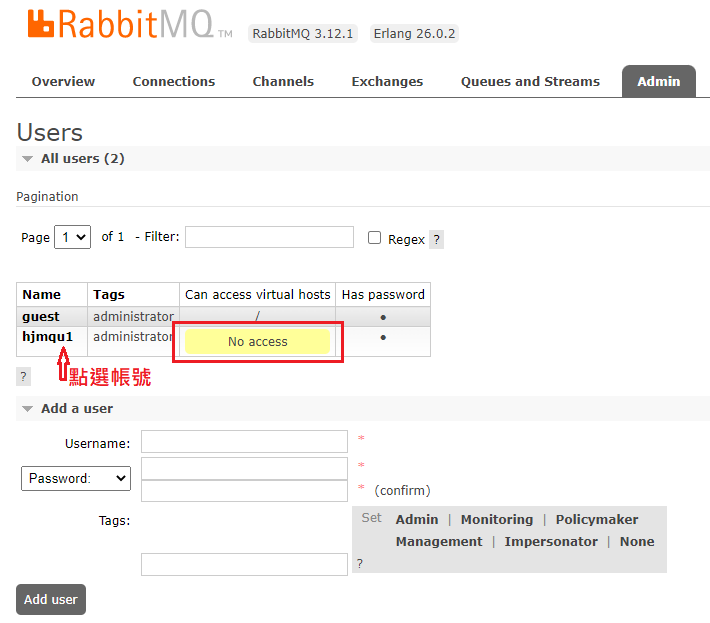 RabbitMQ TM RabbitMQ 3.12.1 Erlang 26.0.2
Overview Connections Channels Exchanges Queues and Streams Admin
Users
All users (2)
Pagination
Page 1 of 1 - Filter: Regex ?
Name Tags Can access virtual hosts Has password
guest administrator / •
hjmqu1 administrator No access •
? 點選帳號
Add a user
Username: *
Password: *
* (confirm)
Tags: Set Admin | Monitoring | Policymaker
Management | Impersonator | None
?
Add user